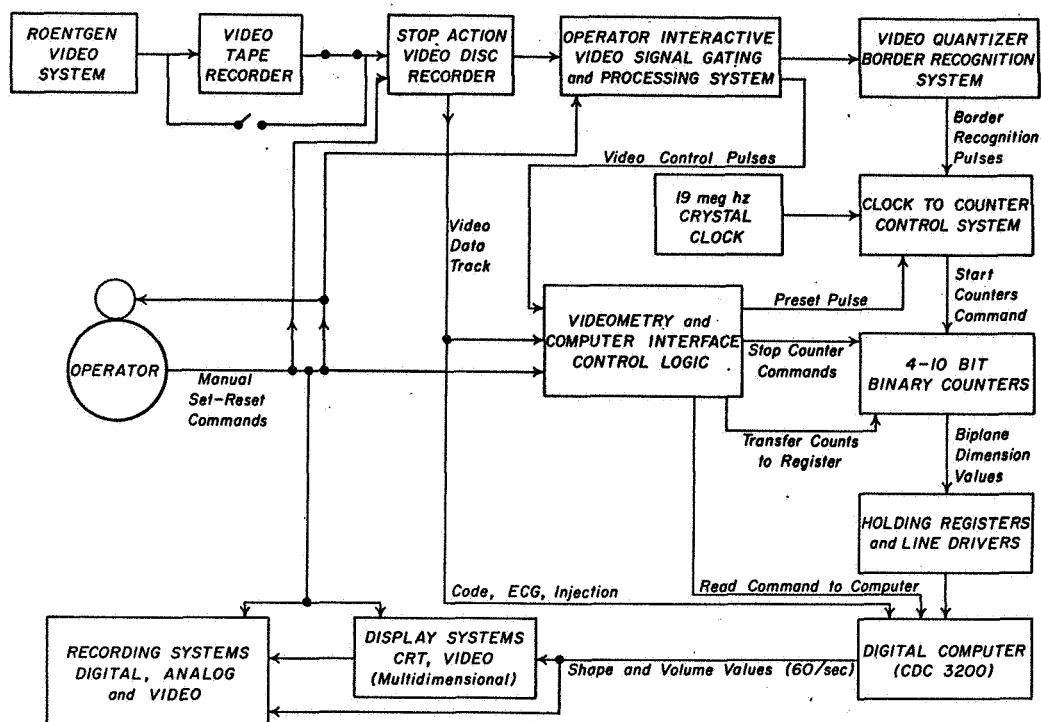 ROENTGEN
VIDEO
SYSTEM
VIDEO
TAPE
RECORDER
STOP ACTION
VIDEO DISC
RECORDER
OPERATOR INTERACTIVE
VIDEO SIGNAL GATING
and PROCESSING SYSTEM
VIDEO QUANTIZER
BORDER RECOGNITION
SYSTEM
Border
Recognition
Pulses
Video Control Pulses
19 meg hz
CRYSTAL
CLOCK
CLOCK TO COUNTER
CONTROL SYSTEM
Video
Data
Track
Start
Counters
Command
Preset Pulse
VIDEOMETRY and
COMPUTER INTERFACE
CONTROL LOGIC
Stop Counter
Commands
4-10 BIT
BINARY COUNTERS
OPERATOR
Manual
Set-Reset
Commands
Transfer Counts
to Register
Biplane
Dimension
Values
HOLDING REGISTERS
and LINE DRIVERS
Code, ECG, Injection
Read Command to Computer
RECORDING SYSTEMS
DIGITAL, ANALOG
and VIDEO
DISPLAY SYSTEMS
CRT, VIDEO
(Multidimensional)
Shape and Volume Values (60/sec)
DIGITAL COMPUTER
(CDC 3200)